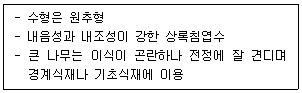 - 수형은 원추형
- 내음성과 내조성이 강한 상록침엽수
- 큰 나무는 이식이 곤란하나 전정에 잘 견디며
경계식재나 기초식재에 이용